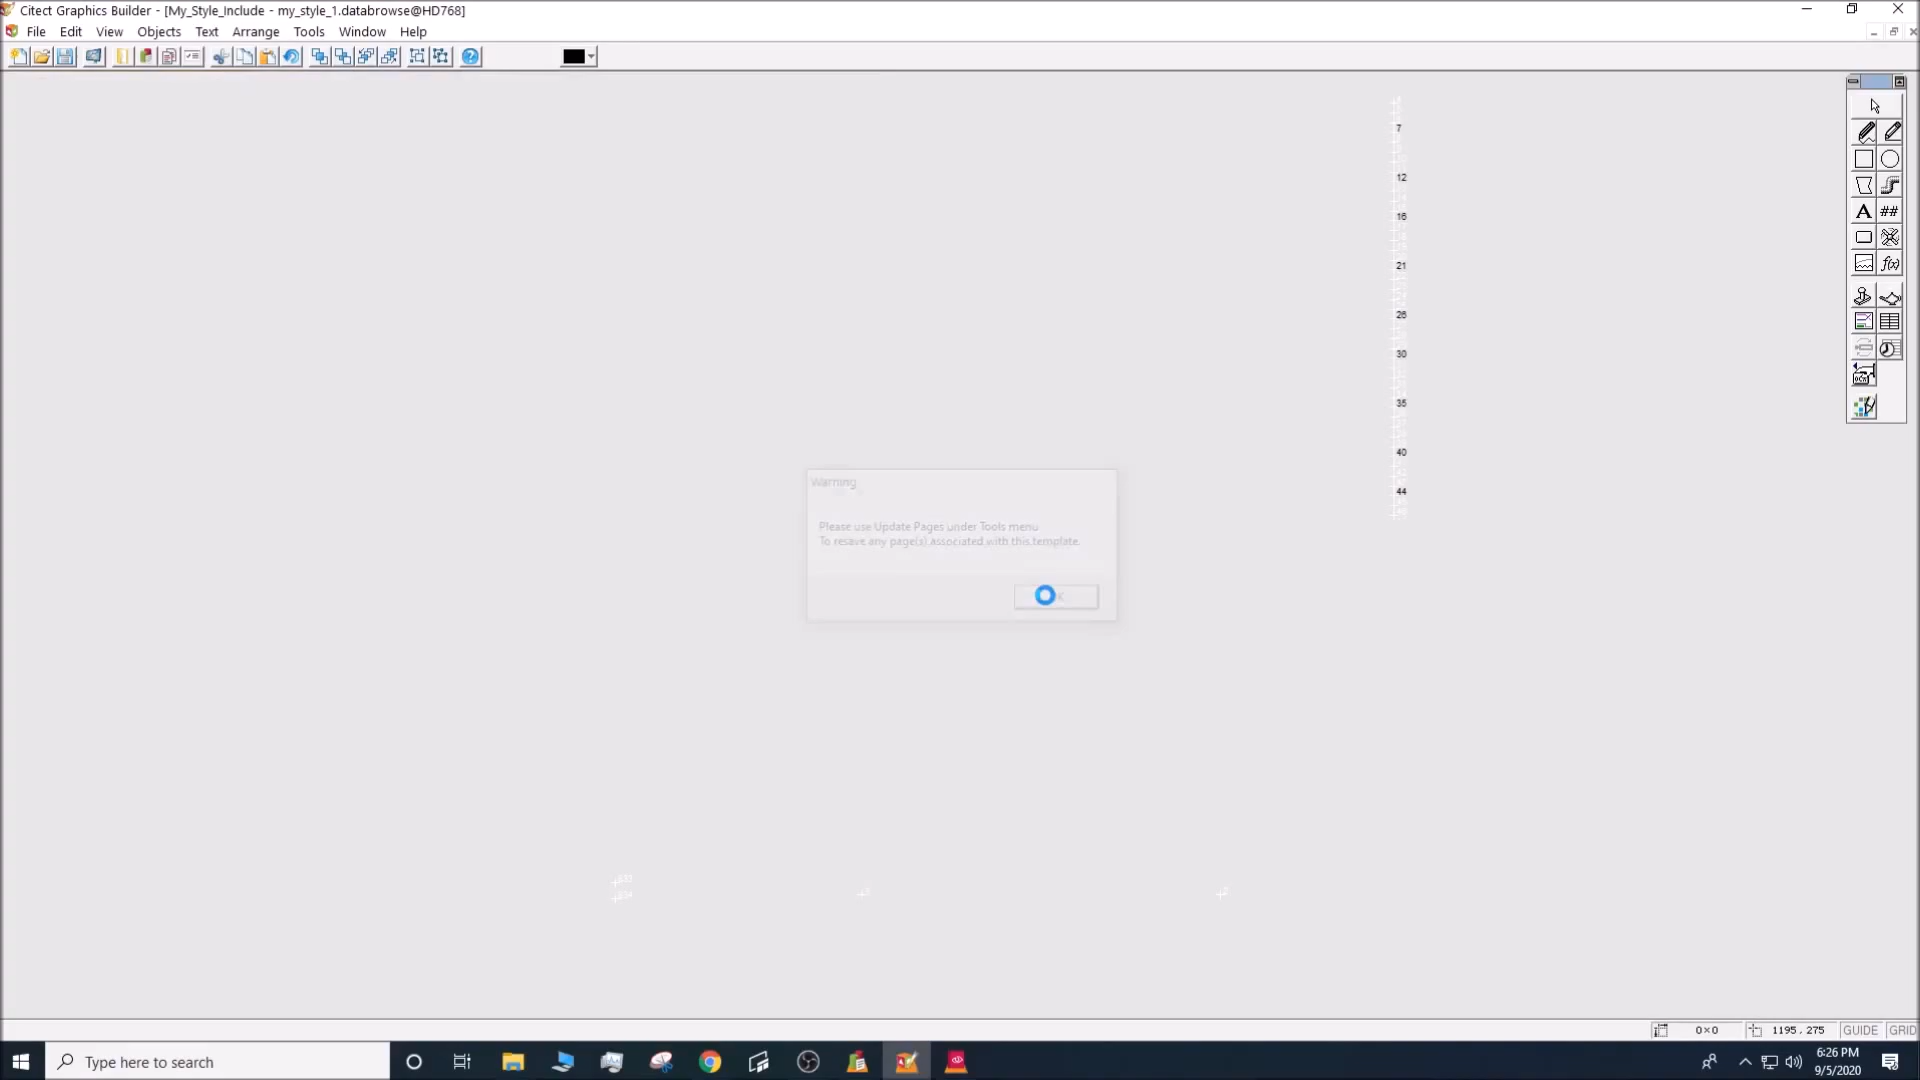 Citect Graphics Builder - [My_Style_Include - my_style_1.databrowse@HD768]
File Edit View Objects Text Arrange Tools Window Help
7
12
16
21
26
30
35
40
44
A ##
f(x)
Warning
Please use Update Pages under Tools menu
To resave any page(s) associated with this template.
0×0 1195 , 275 GUIDE GRID
Type here to search
6:26 PM
9/5/2020